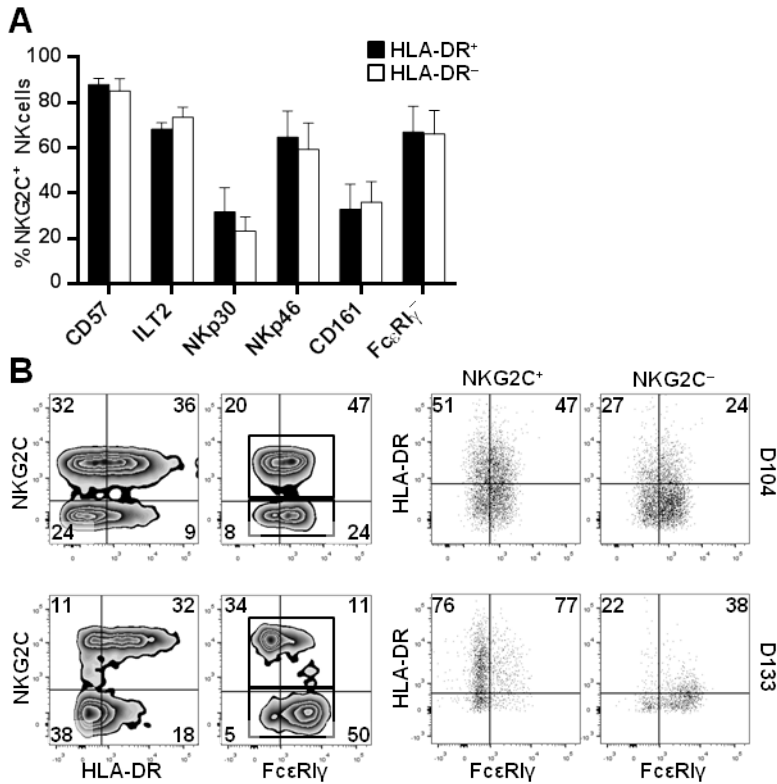 A
HLA-DR+
HLA-DR−
100
80
60
40
20
0
%NKG2C+ NKcells
CD57
ILT2
NKp30
NKp46
CD161
FcεRIγ−
B
NKG2C+
NKG2C−
32
36
24
9
NKG2C
20
47
8
24
51
47
HLA-DR
27
24
D104
11
32
38
18
NKG2C
HLA-DR
34
11
5
50
FcεRIγ
76
77
HLA-DR
FcεRIγ
22
38
FcεRIγ
D133